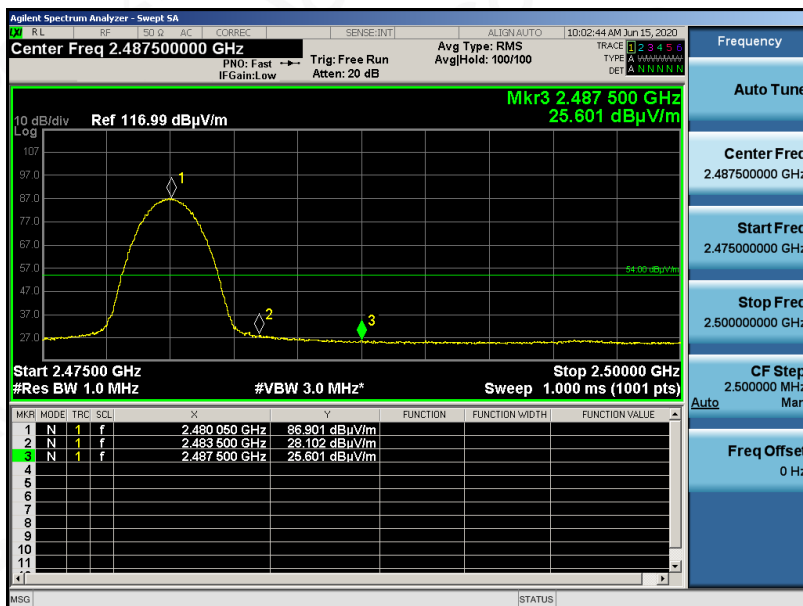 Agilent Spectrum Analyzer - Swept SA
LXI RL RF 50 Ω AC CORREC SENSE:INT ALIGN AUTO 10:02:44 AM Jun 15, 2020
Center Freq 2.487500000 GHz
PNO: Fast
IFGain:Low
Trig: Free Run
Atten: 20 dB
Avg Type: RMS
Avg|Hold: 100/100
TRACE 1 2 3 4 5 6
TYPE A WWWWW
DET A N N N N N
Mkr3 2.487 500 GHz
25.601 dBμV/m
10 dB/div Ref 116.99 dBμV/m
Log
107
97.0
87.0
77.0
67.0
57.0
47.0
37.0
27.0
1
2
3
54.00 dBμV/m
Start 2.47500 GHz Stop 2.50000 GHz
#Res BW 1.0 MHz #VBW 3.0 MHz* Sweep 1.000 ms (1001 pts)
MKR MODE TRC SCL X Y FUNCTION FUNCTION WIDTH FUNCTION VALUE
1 N 1 f 2.480 050 GHz 86.901 dBμV/m
2 N 1 f 2.483 500 GHz 28.102 dBμV/m
3 N 1 f 2.487 500 GHz 25.601 dBμV/m
4
5
6
7
8
9
10
11
MSG STATUS
Frequency
Auto Tune
Center Freq
2.487500000 GHz
Start Freq
2.475000000 GHz
Stop Freq
2.500000000 GHz
CF Step
2.500000 MHz
Auto Man
Freq Offset
0 Hz